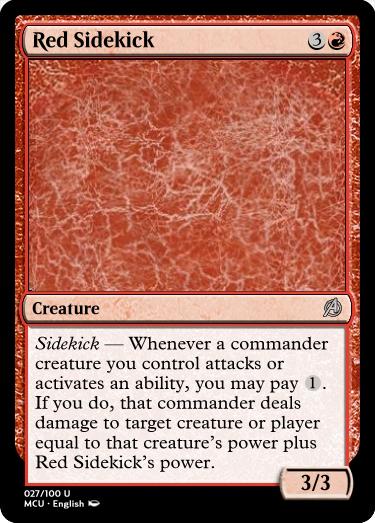 Red Sidekick 3
Creature
Sidekick — Whenever a commander
creature you control attacks or
activates an ability, you may pay 1.
If you do, that commander deals
damage to target creature or player
equal to that creature's power plus
Red Sidekick's power.
3/3
027/100 U
MCU • English